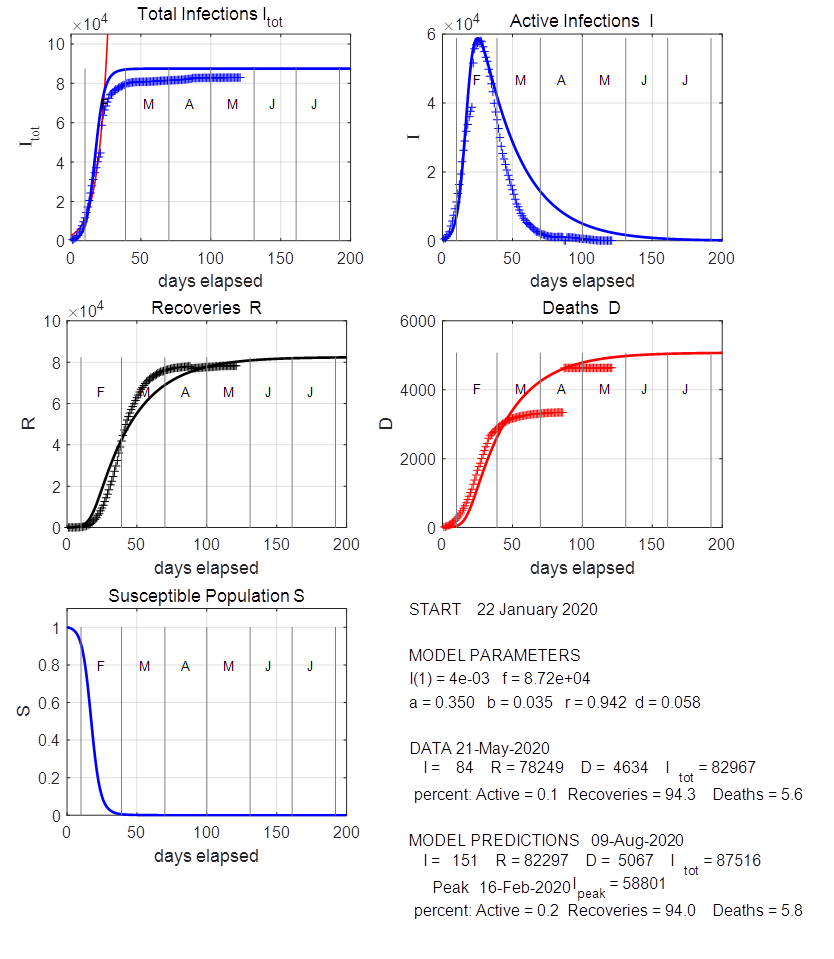 Total Infections Itot
×10^4
10
8
6
4
2
0
Itot
F M A M J J
0 50 100 150 200
days elapsed
Active Infections I
×10^4
6
4
2
0
I
F M A M J J
0 50 100 150 200
days elapsed
Recoveries R
×10^4
10
8
6
4
2
0
R
F M A M J J
0 50 100 150 200
days elapsed
Deaths D
6000
4000
2000
0
D
F M A M J J
0 50 100 150 200
days elapsed
Susceptible Population S
1
0.8
0.6
0.4
0.2
0
S
F M A M J J
0 50 100 150 200
days elapsed
START 22 January 2020
MODEL PARAMETERS
I(1) = 4e-03 f = 8.72e+04
a = 0.350 b = 0.035 r = 0.942 d = 0.058
DATA 21-May-2020
I = 84 R = 78249 D = 4634 Itot = 82967
percent: Active = 0.1 Recoveries = 94.3 Deaths = 5.6
MODEL PREDICTIONS 09-Aug-2020
I = 151 R = 82297 D = 5067 Itot = 87516
Peak 16-Feb-2020 Ipeak = 58801
percent: Active = 0.2 Recoveries = 94.0 Deaths = 5.8